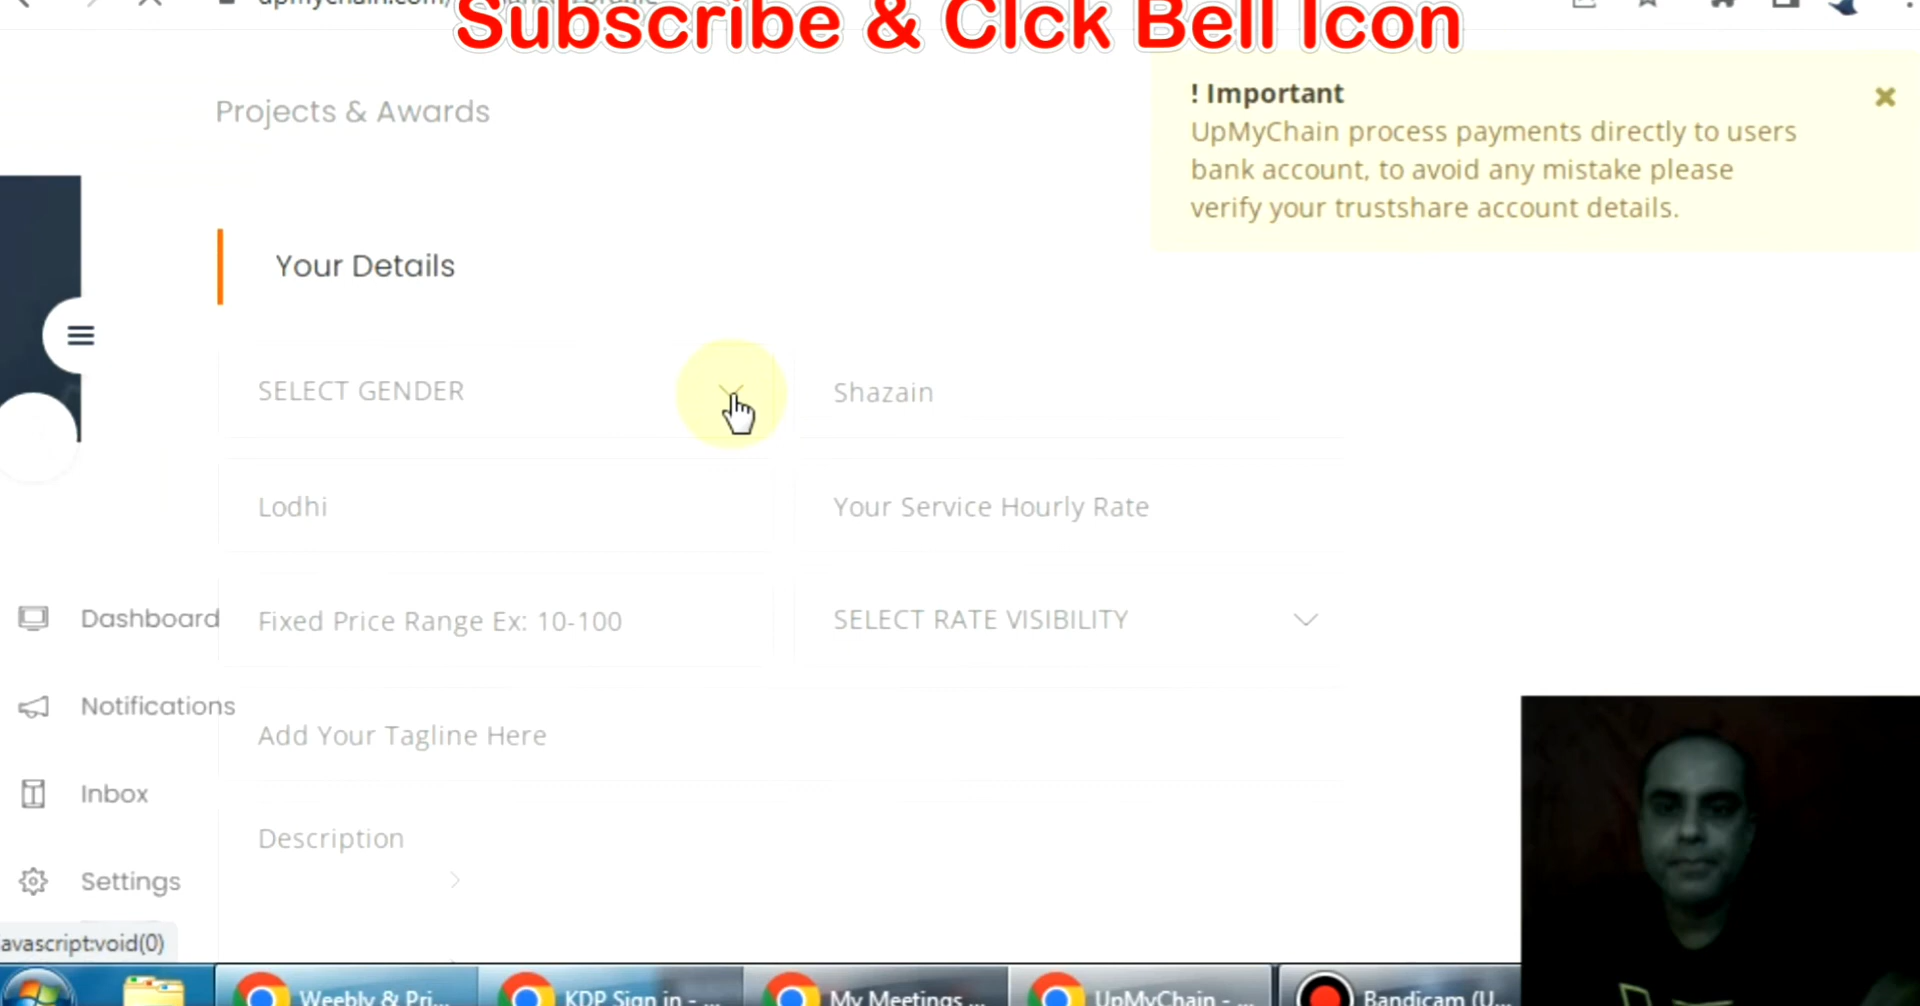 upmychain.com/
Subscribe & Clck Bell Icon
Projects & Awards
! Important
UpMyChain process payments directly to users
bank account, to avoid any mistake please
verify your trustshare account details.
Your Details
SELECT GENDER
Shazain
Lodhi
Your Service Hourly Rate
Fixed Price Range Ex: 10-100
SELECT RATE VISIBILITY
Add Your Tagline Here
Description
Dashboard
Notifications
Inbox
Settings
avascript:void(0)
Weebly & Pri...
KDP Sign in - ...
My Meetings ...
UpMyChain - ...
Bandicam (U...